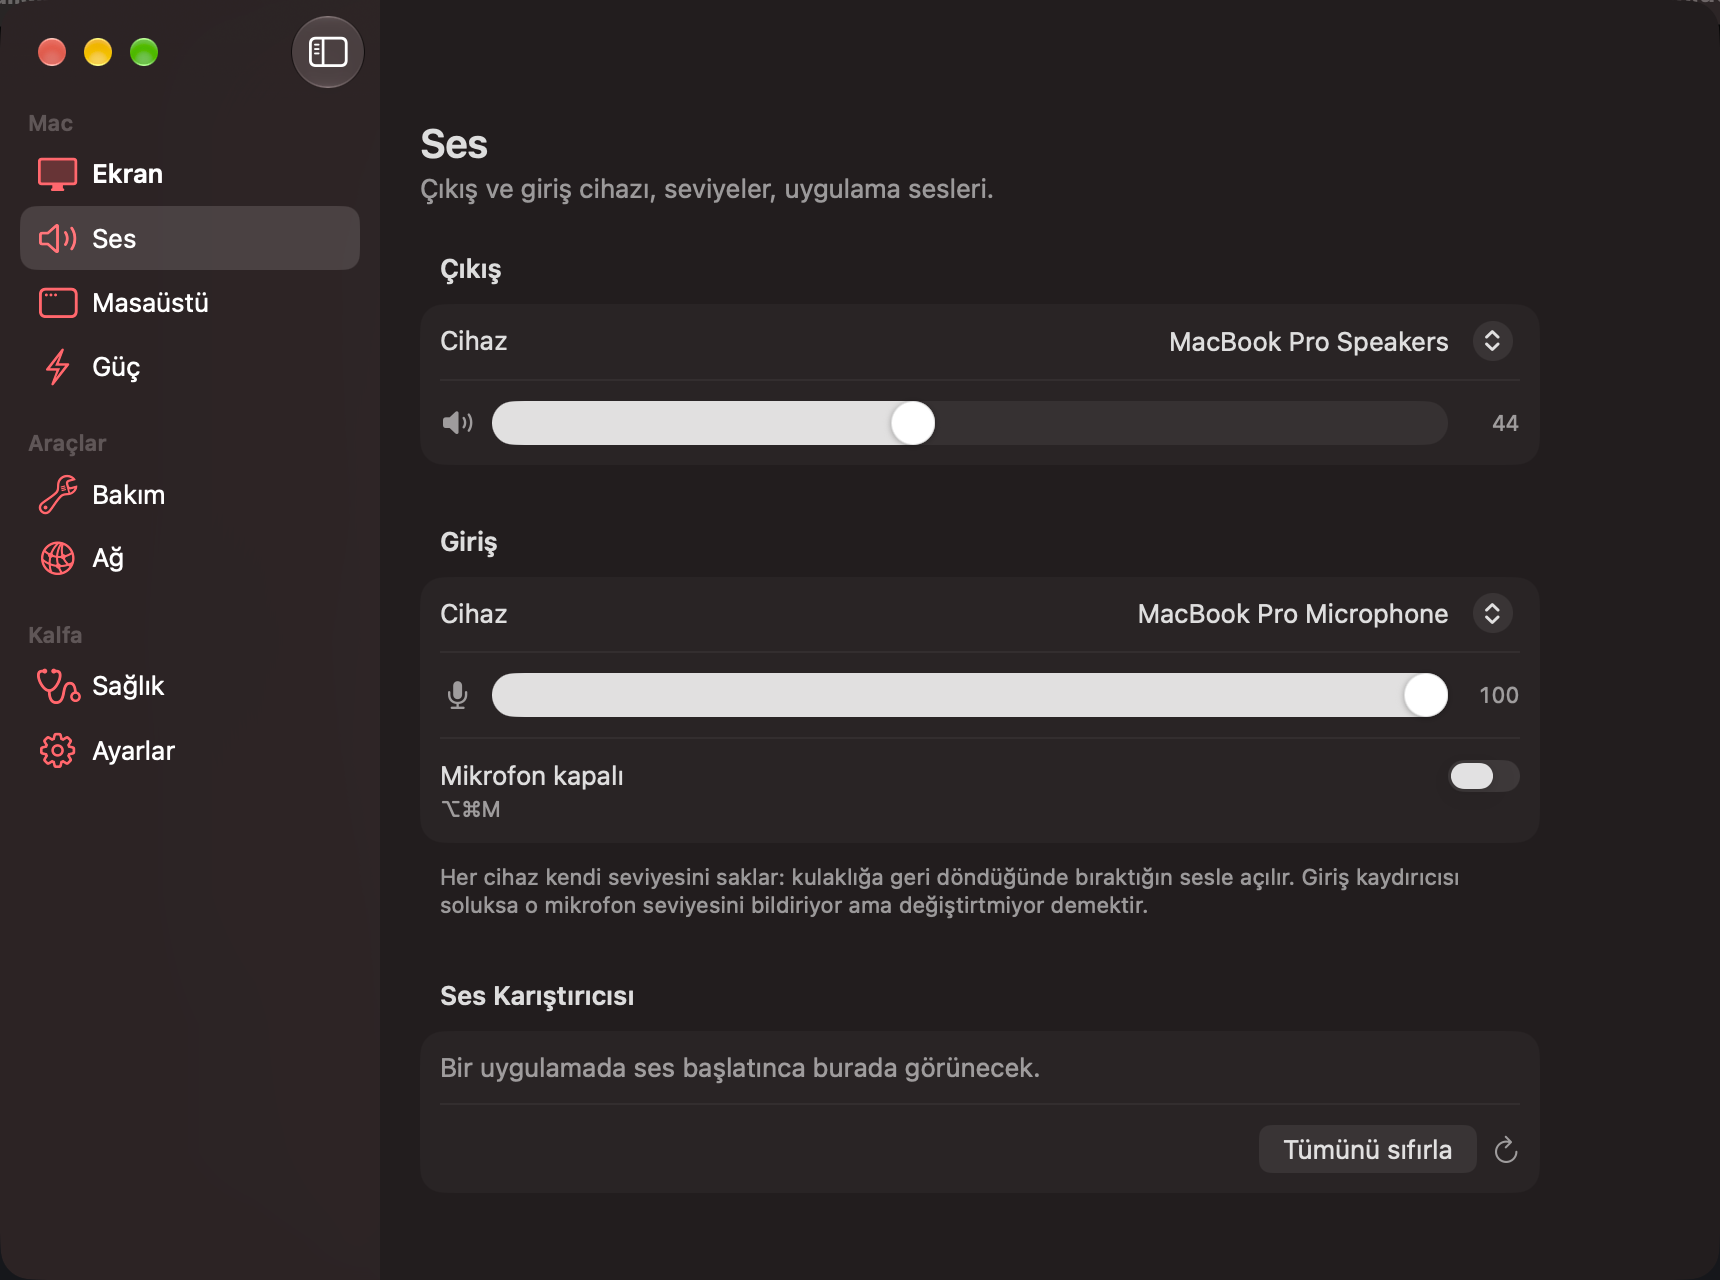 Mac
Ekran
Ses
Masaüstü
Güç
Araçlar
Bakım
Ağ
Kalfa
Sağlık
Ayarlar
Ses
Çıkış ve giriş cihazı, seviyeler, uygulama sesleri.
Çıkış
Cihaz MacBook Pro Speakers
44
Giriş
Cihaz MacBook Pro Microphone
100
Mikrofon kapalı
⌥⌘M
Her cihaz kendi seviyesini saklar: kulaklığa geri döndüğünde bıraktığın sesle açılır. Giriş kaydırıcısı
soluksa o mikrofon seviyesini bildiriyor ama değiştirtmiyor demektir.
Ses Karıştırıcısı
Bir uygulamada ses başlatınca burada görünecek.
Tümünü sıfırla